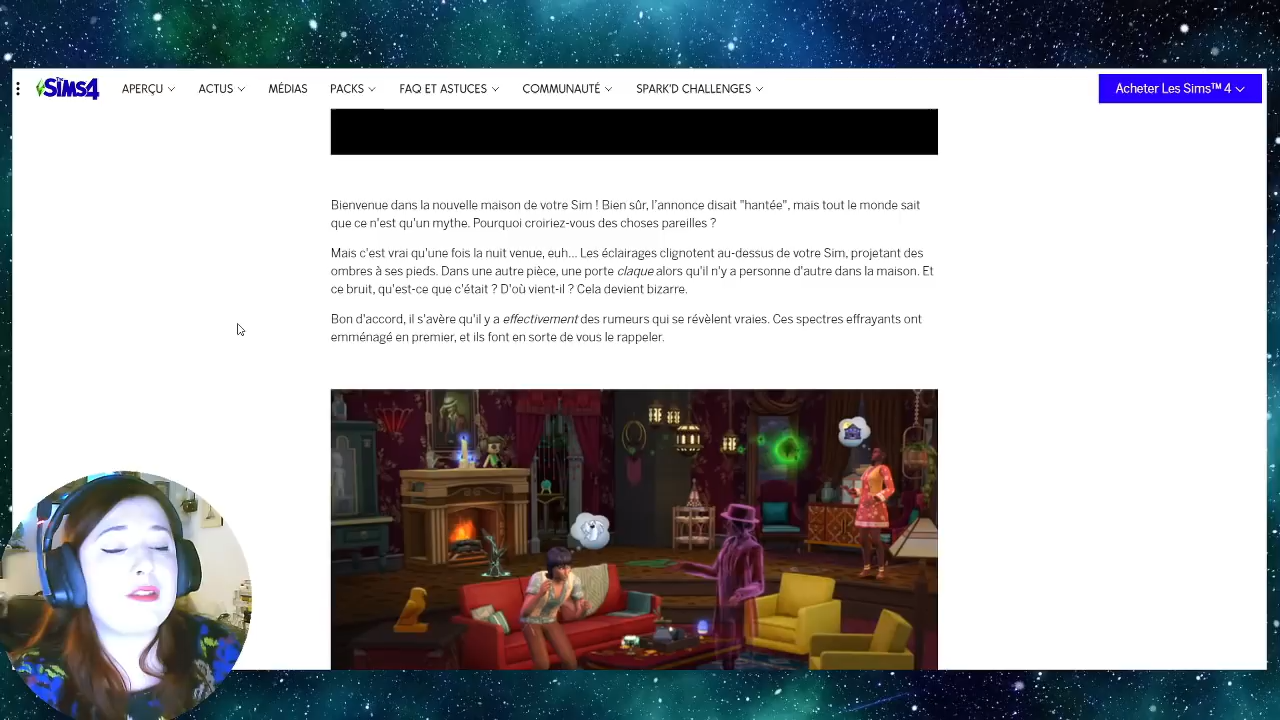 The Sims 4
APERÇU
ACTUS
MÉDIAS
PACKS
FAQ ET ASTUCES
COMMUNAUTÉ
SPARK'D CHALLENGES
Acheter Les Sims™ 4
Bienvenue dans la nouvelle maison de votre Sim ! Bien sûr, l'annonce disait "hantée", mais tout le monde sait
que ce n'est qu'un mythe. Pourquoi croiriez-vous des choses pareilles ?
Mais c'est vrai qu'une fois la nuit venue, euh... Les éclairages clignotent au-dessus de votre Sim, projetant des
ombres à ses pieds. Dans une autre pièce, une porte claque alors qu'il n'y a personne d'autre dans la maison. Et
ce bruit, qu'est-ce que c'était ? D'où vient-il ? Cela devient bizarre.
Bon d'accord, il s'avère qu'il y a effectivement des rumeurs qui se révèlent vraies. Ces spectres effrayants ont
emménagé en premier, et ils font en sorte de vous le rappeler.